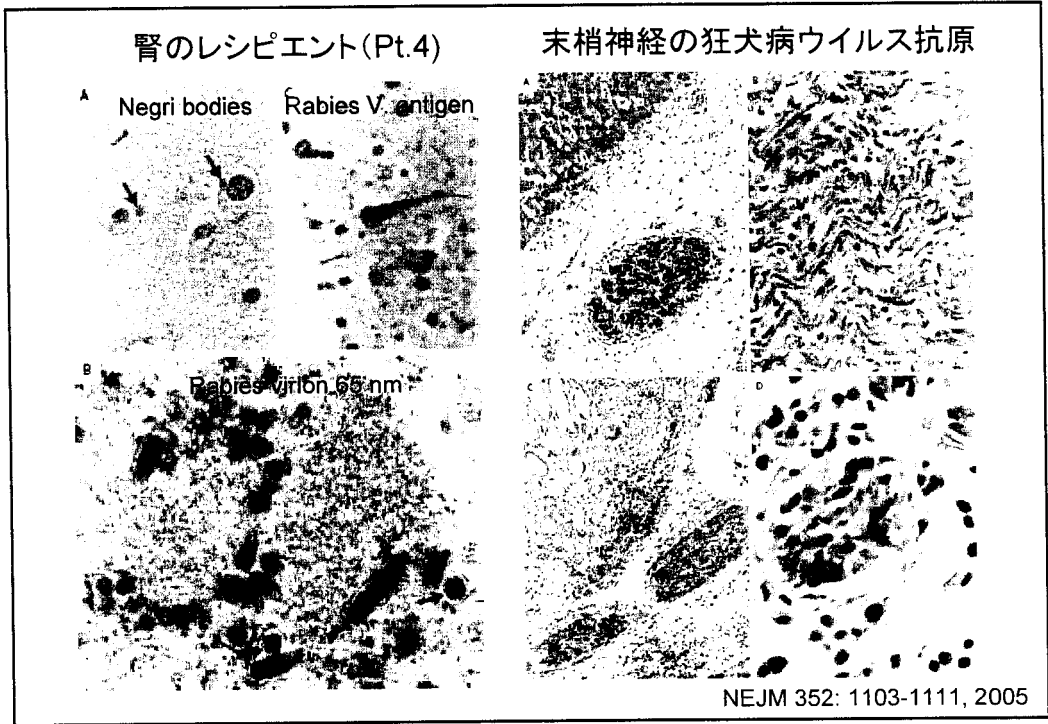 腎のレシピエント(Pt.4)
A
Negri bodies
C
Rabies V. antigen
B
Rabies virion 65 nm
末梢神経の狂犬病ウイルス抗原
A
B
C
D
NEJM 352: 1103-1111, 2005